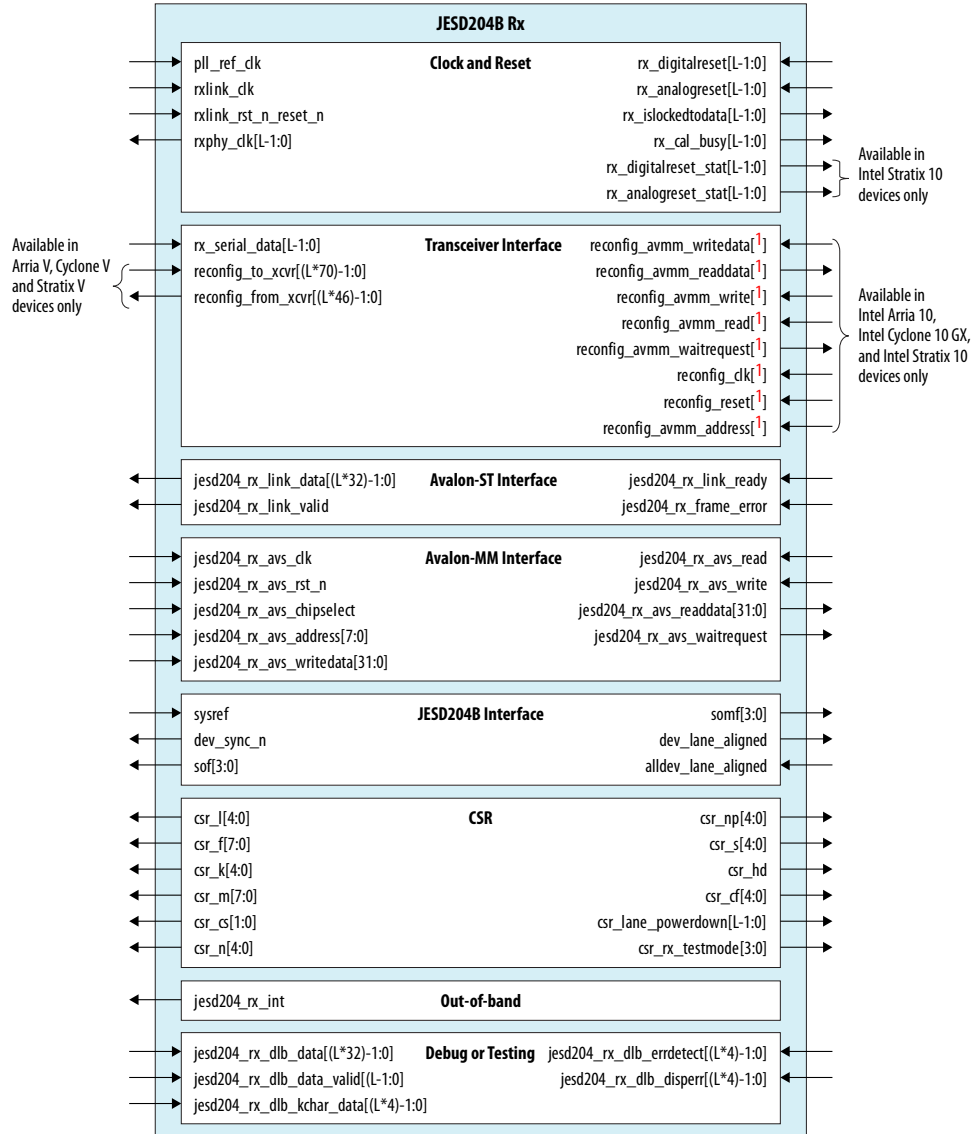 JESD204B Rx
Clock and Reset
pll_ref_clk
rxlink_clk
rxlink_rst_n_reset_n
rxphy_clk[L-1:0]
rx_digitalreset[L-1:0]
rx_analogreset[L-1:0]
rx_islockedtodata[L-1:0]
rx_cal_busy[L-1:0]
rx_digitalreset_stat[L-1:0]
rx_analogreset_stat[L-1:0]
Available in
Intel Stratix 10
devices only
Available in
Arria V, Cyclone V
and Stratix V
devices only
Transceiver Interface
rx_serial_data[L-1:0]
reconfig_to_xcvr[(L*70)-1:0]
reconfig_from_xcvr[(L*46)-1:0]
reconfig_avmm_writedata[1]
reconfig_avmm_readdata[1]
reconfig_avmm_write[1]
reconfig_avmm_read[1]
reconfig_avmm_waitrequest[1]
reconfig_clk[1]
reconfig_reset[1]
reconfig_avmm_address[1]
Available in
Intel Arria 10,
Intel Cyclone 10 GX,
and Intel Stratix 10
devices only
Avalon-ST Interface
jesd204_rx_link_data[(L*32)-1:0]
jesd204_rx_link_valid
jesd204_rx_link_ready
jesd204_rx_frame_error
Avalon-MM Interface
jesd204_rx_avs_clk
jesd204_rx_avs_rst_n
jesd204_rx_avs_chipselect
jesd204_rx_avs_address[7:0]
jesd204_rx_avs_writedata[31:0]
jesd204_rx_avs_read
jesd204_rx_avs_write
jesd204_rx_avs_readdata[31:0]
jesd204_rx_avs_waitrequest
JESD204B Interface
sysref
dev_sync_n
sof[3:0]
somf[3:0]
dev_lane_aligned
alldev_lane_aligned
CSR
csr_l[4:0]
csr_f[7:0]
csr_k[4:0]
csr_m[7:0]
csr_cs[1:0]
csr_n[4:0]
csr_np[4:0]
csr_s[4:0]
csr_hd
csr_cf[4:0]
csr_lane_powerdown[L-1:0]
csr_rx_testmode[3:0]
Out-of-band
jesd204_rx_int
Debug or Testing
jesd204_rx_dlb_data[(L*32)-1:0]
jesd204_rx_dlb_data_valid[(L-1:0]
jesd204_rx_dlb_kchar_data[(L*4)-1:0]
jesd204_rx_dlb_errdetect[(L*4)-1:0]
jesd204_rx_dlb_disperr[(L*4)-1:0]